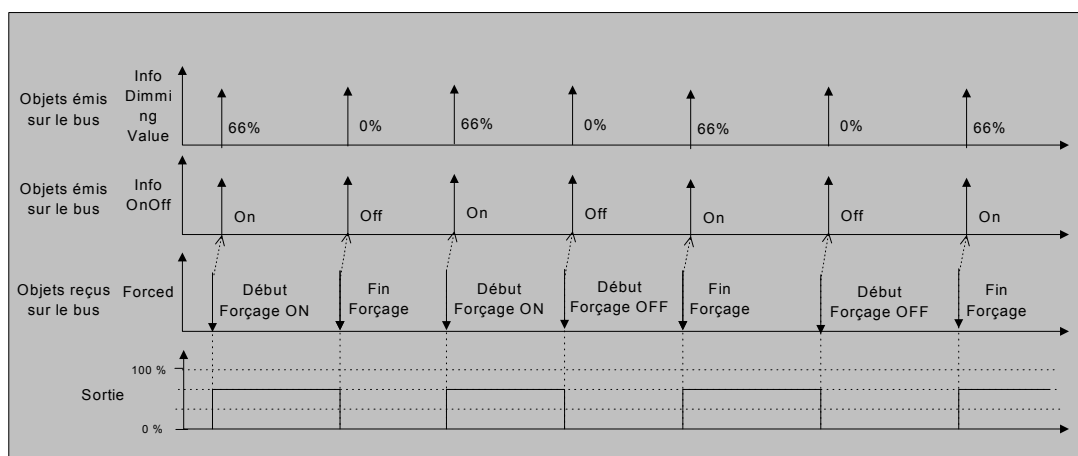 Objets émis
sur le bus
Info
Dimmi
ng
Value
66%
0%
66%
0%
66%
0%
66%
Objets émis
sur le bus
Info
OnOff
On
Off
On
Off
On
Off
On
Objets reçus
sur le bus
Forced
Début
Forçage ON
Fin
Forçage
Début
Forçage ON
Début
Forçage OFF
Fin
Forçage
Début
Forçage OFF
Fin
Forçage
Sortie
100 %
0 %